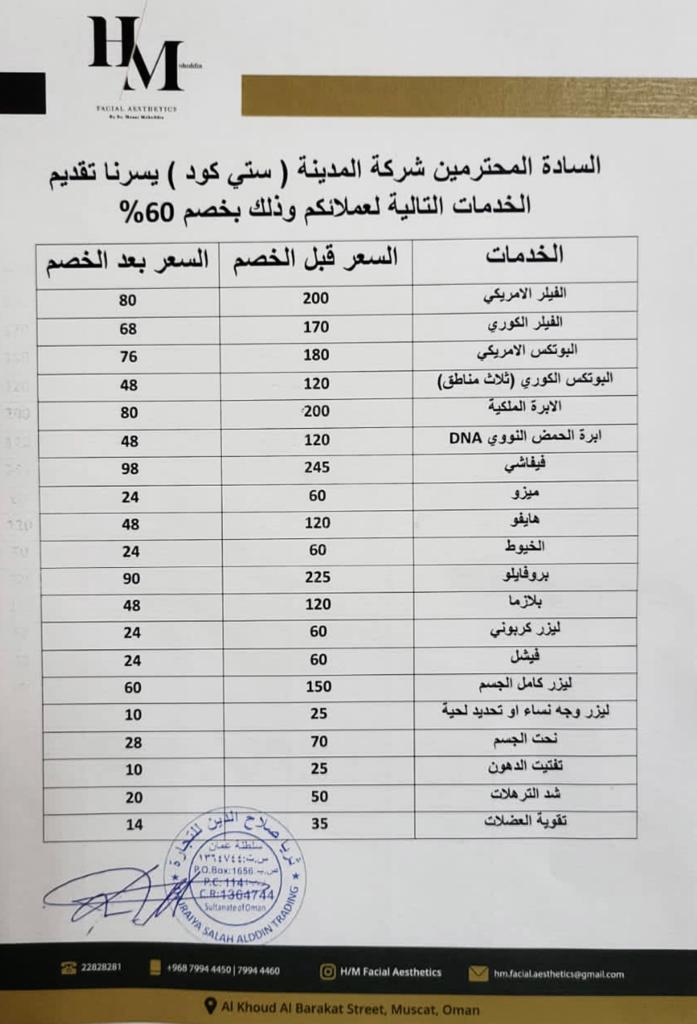 HM
Mohuddin
FACIAL AESTHETICS
السادة المحترمين شركة المدينة ( ستي كود ) يسرنا تقديم
الخدمات التالية لعملائكم وذلك بخصم 60%
الخدمات السعر قبل الخصم السعر بعد الخصم
الفيلر الامريكي 200 80
الفيلر الكوري 170 68
البوتكس الامريكي 180 76
البوتكس الكوري (ثلاث مناطق) 120 48
الابرة الملكية 200 80
ابرة الحمض النووي DNA 120 48
فيفاشي 245 98
ميزو 60 24
هايفو 120 48
الخيوط 60 24
بروفايلو 225 90
بلازما 120 48
ليزر كربوني 60 24
فيشل 60 24
ليزر كامل الجسم 150 60
ليزر وجه نساء او تحديد لحية 25 10
نحت الجسم 70 28
تفتيت الدهون 25 10
شد الترهلات 50 20
تقوية العضلات 35 14
ثريا صلاح الدين للتجارة
سلطنة عمان
س.ت:١٣٦٤٧٤٤
P.O.Box:1656 ص.ب
P.C:114
C.R:1364744
Sultanate of Oman
SALAH ALDDIN TRADING
22828281
+968 7994 4450 | 7994 4460
H/M Facial Aesthetics
hm.facial.aesthetics@gmail.com
Al Khoud Al Barakat Street, Muscat, Oman